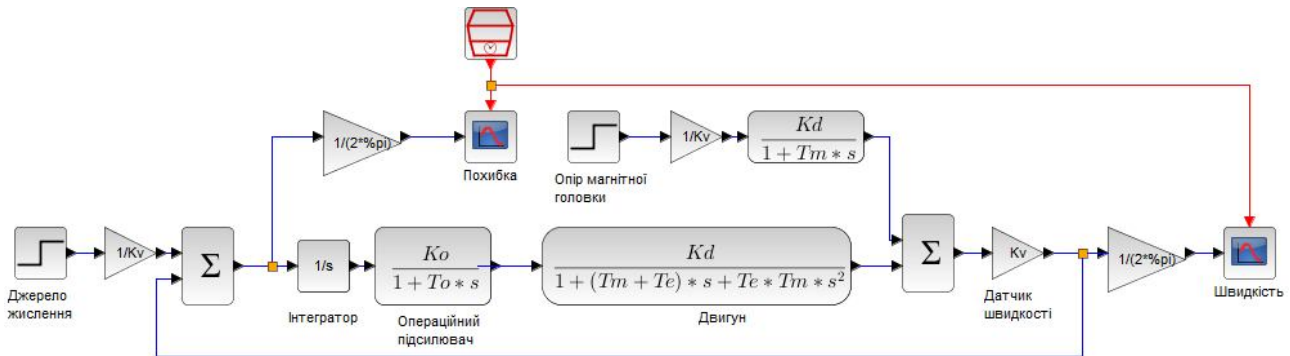 1/(2*%pi)
Похибка
1/Kv
Kd
1 + Tm * s
Опір магнітної
головки
1/Kv
Σ
1/s
Ko
1 + To * s
Kd
1 + (Tm + Te) * s + Te * Tm * s²
Σ
Kv
1/(2*%pi)
Джерело
жислення
Інтегратор
Операційний
підсилювач
Двигун
Датчик
швидкості
Швидкість